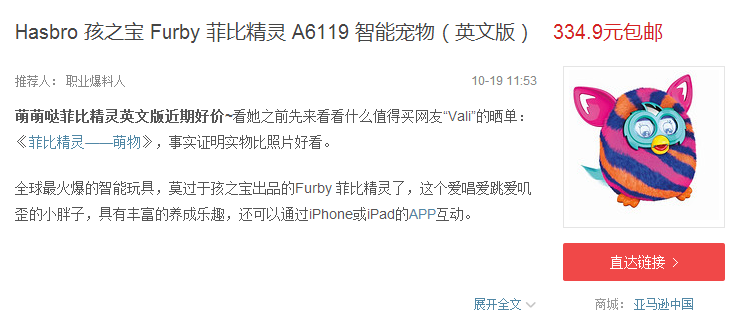 Hasbro 孩之宝 Furby 菲比精灵 A6119 智能宠物（英文版） 334.9元包邮
推荐人： 职业爆料人 10-19 11:53
萌萌哒菲比精灵英文版近期好价~看她之前先来看看什么值得买网友“Vali”的晒单：
《菲比精灵——萌物》，事实证明实物比照片好看。
全球最火爆的智能玩具，莫过于孩之宝出品的Furby 菲比精灵了，这个爱唱爱跳爱叽
歪的小胖子，具有丰富的养成乐趣，还可以通过iPhone或iPad的APP互动。
直达链接
展开全文
商城： 亚马逊中国